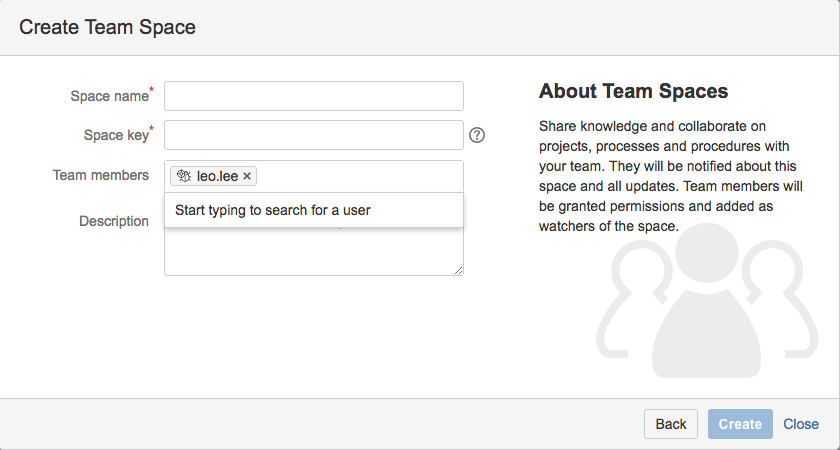 Create Team Space
Space name*
Space key*
?
Team members
leo.lee ×
Start typing to search for a user
Description
About Team Spaces
Share knowledge and collaborate on
projects, processes and procedures with
your team. They will be notified about this
space and all updates. Team members will
be granted permissions and added as
watchers of the space.
Back
Create
Close